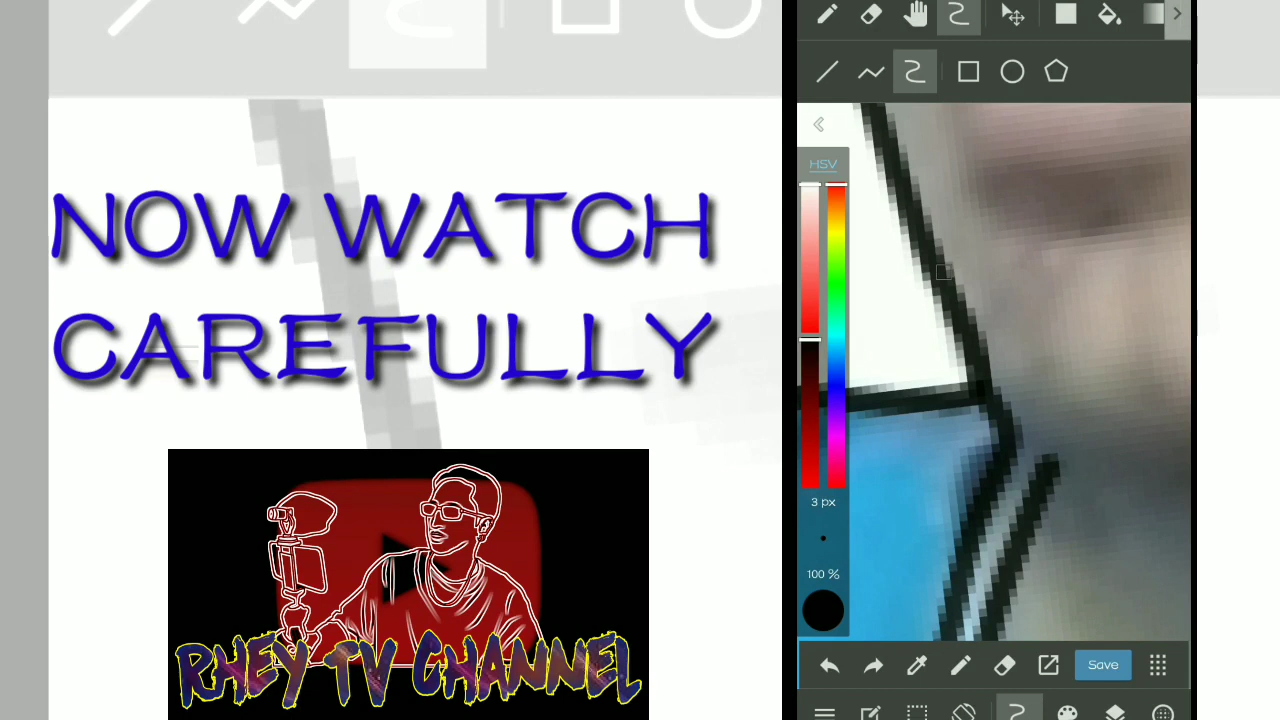 NOW WATCH
CAREFULLY
RHEY TV CHANNEL
HSV
3 px
100 %
Save